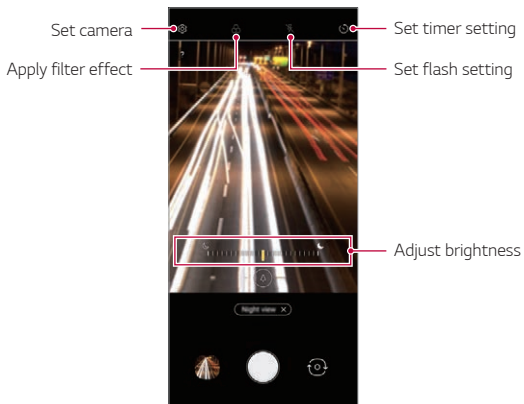 Set camera
Set timer setting
Apply filter effect
Set flash setting
Adjust brightness
Night view